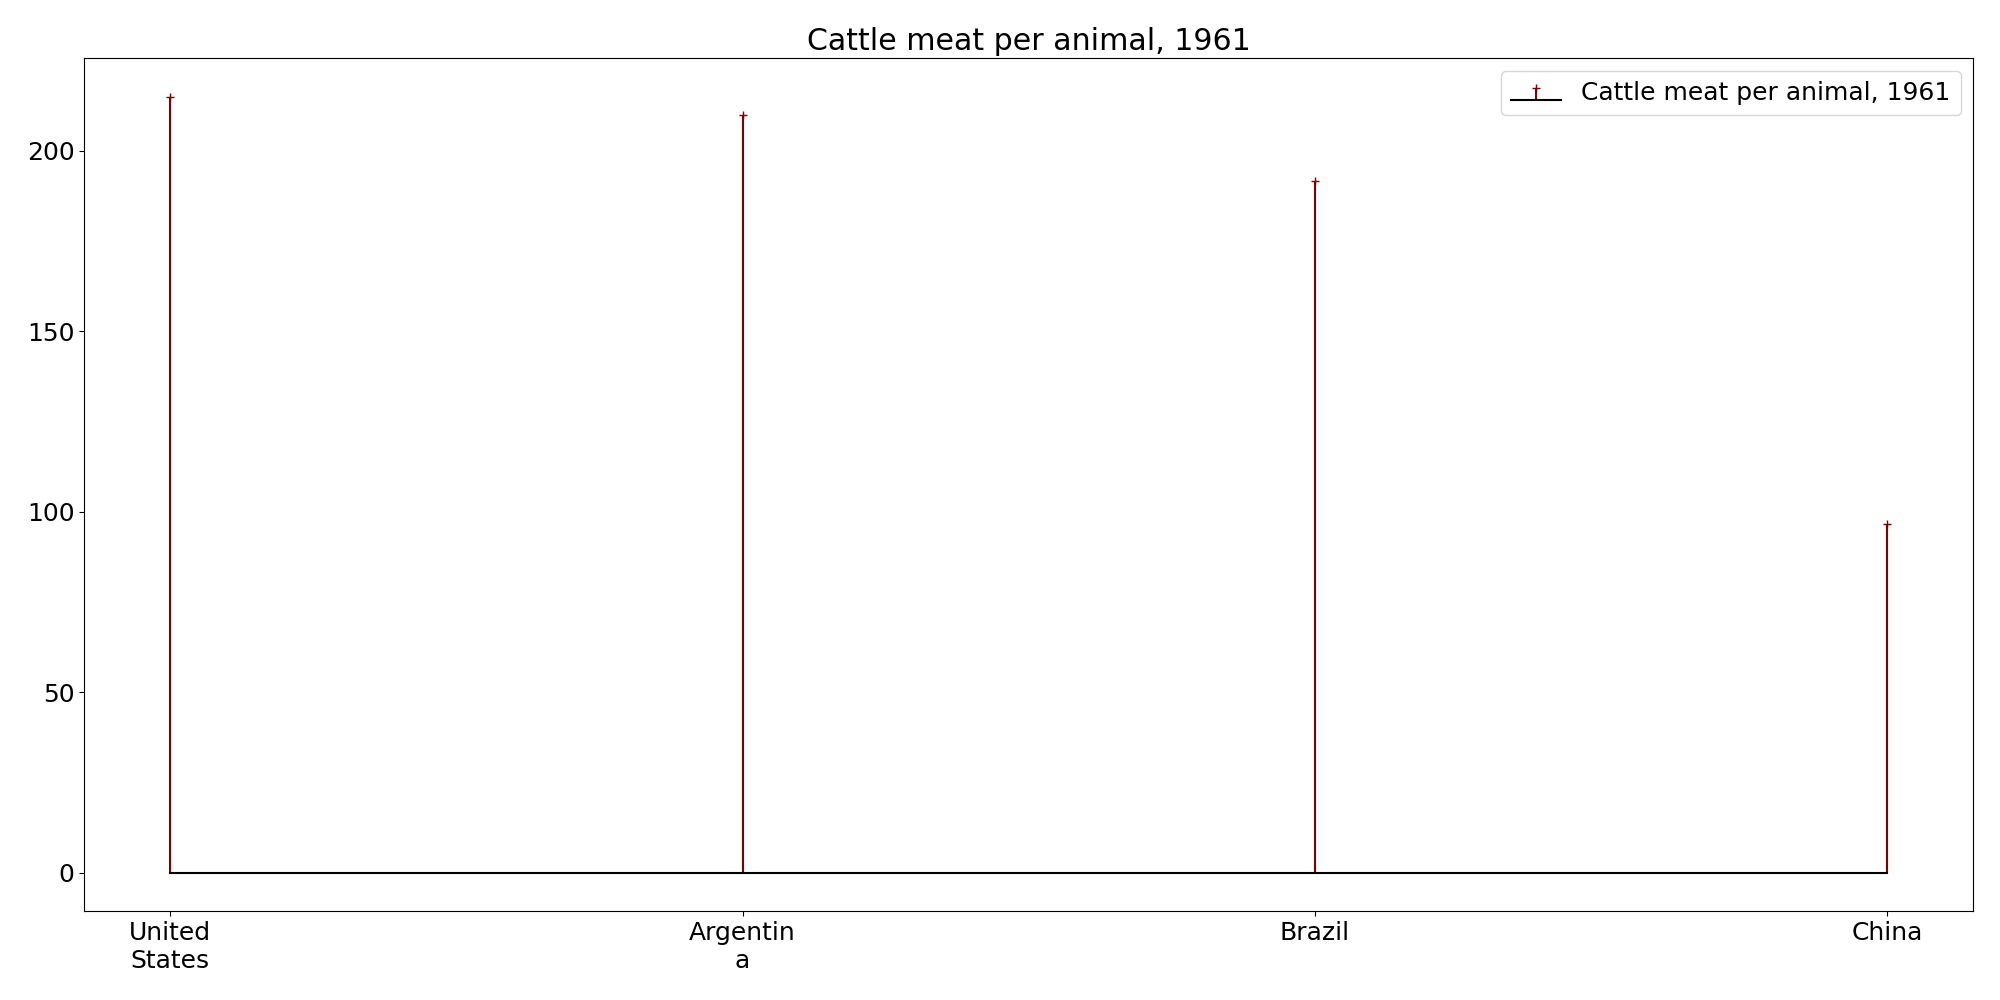 Cattle meat per animal, 1961
Cattle meat per animal, 1961
200
150
100
50
0
United
States
Argentin
a
Brazil
China